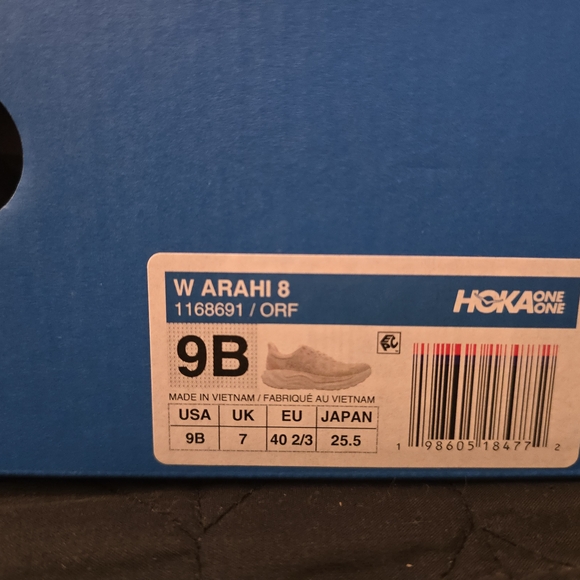 W ARAHI 8
1168691 / ORF
HOKA ONE ONE
9B
MADE IN VIETNAM / FABRIQUÉ AU VIETNAM
USA UK EU JAPAN
9B 7 40 2/3 25.5
1 98605 18477 2